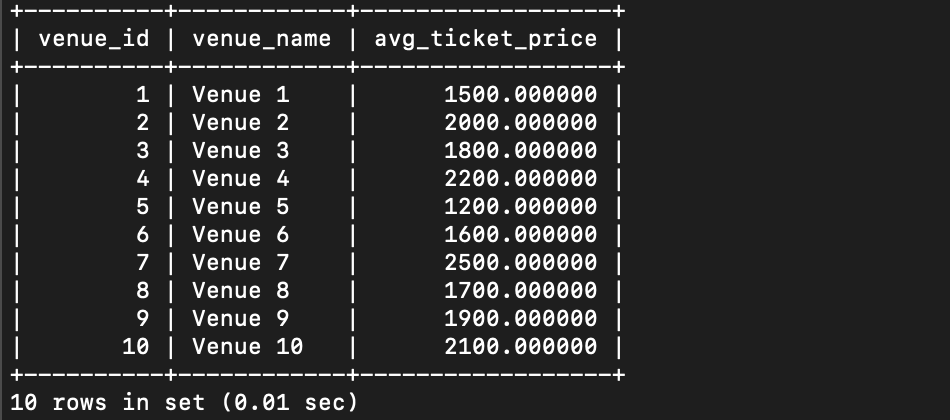 +-----------+------------+-------------------+
| venue_id | venue_name | avg_ticket_price |
+-----------+------------+-------------------+
|        1 | Venue 1    |      1500.000000 |
|        2 | Venue 2    |      2000.000000 |
|        3 | Venue 3    |      1800.000000 |
|        4 | Venue 4    |      2200.000000 |
|        5 | Venue 5    |      1200.000000 |
|        6 | Venue 6    |      1600.000000 |
|        7 | Venue 7    |      2500.000000 |
|        8 | Venue 8    |      1700.000000 |
|        9 | Venue 9    |      1900.000000 |
|       10 | Venue 10   |      2100.000000 |
+-----------+------------+-------------------+
10 rows in set (0.01 sec)